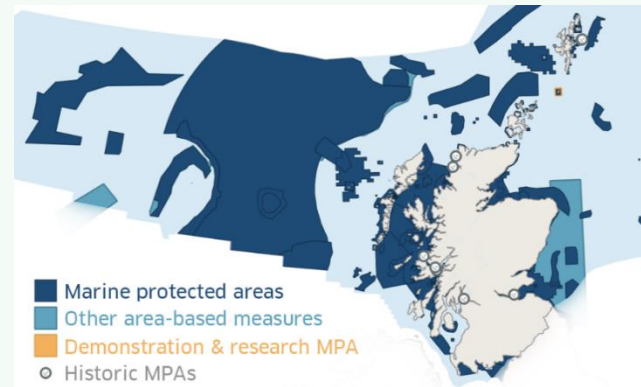 Marine protected areas
Other area-based measures
Demonstration & research MPA
Historic MPAs